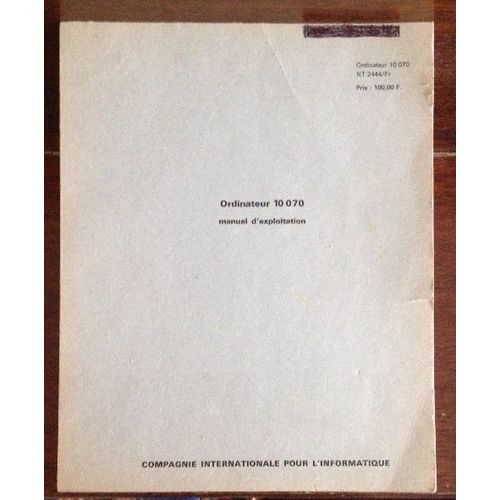 Ordinateur 10 070
NT 2444/Fr
Prix : 100,00 F.
Ordinateur 10 070
manuel d'exploitation
COMPAGNIE INTERNATIONALE POUR L'INFORMATIQUE